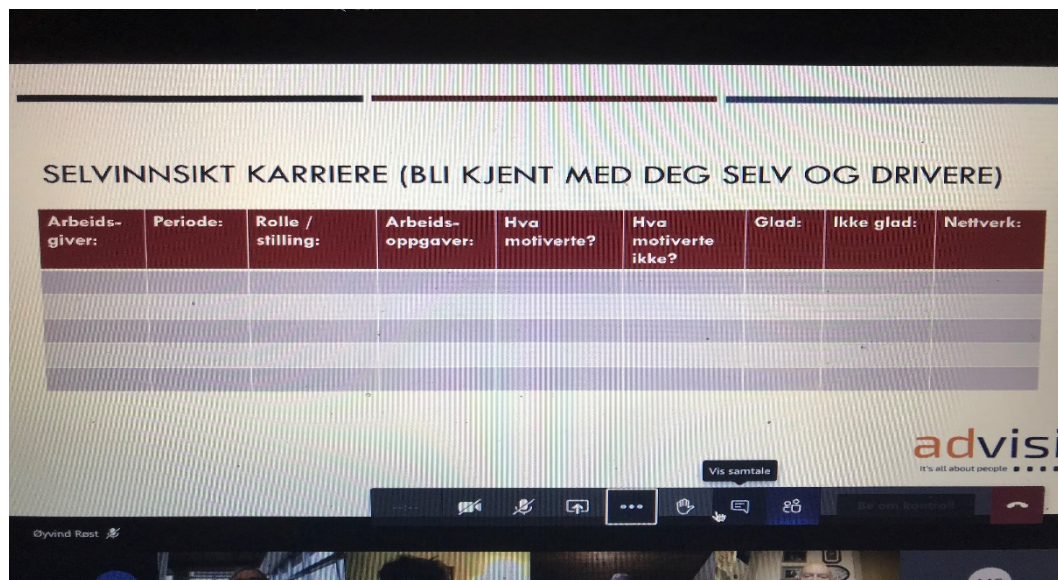 SELVINNSIKT KARRIERE (BLI KJENT MED DEG SELV OG DRIVERE)
Arbeids-
giver:
Periode:
Rolle /
stilling:
Arbeids-
oppgaver:
Hva
motiverte?
Hva
motiverte
ikke?
Glad:
Ikke glad:
Nettverk:
advisi
It's all about people
Vis samtale
Be om kontroll
Øyvind Røst